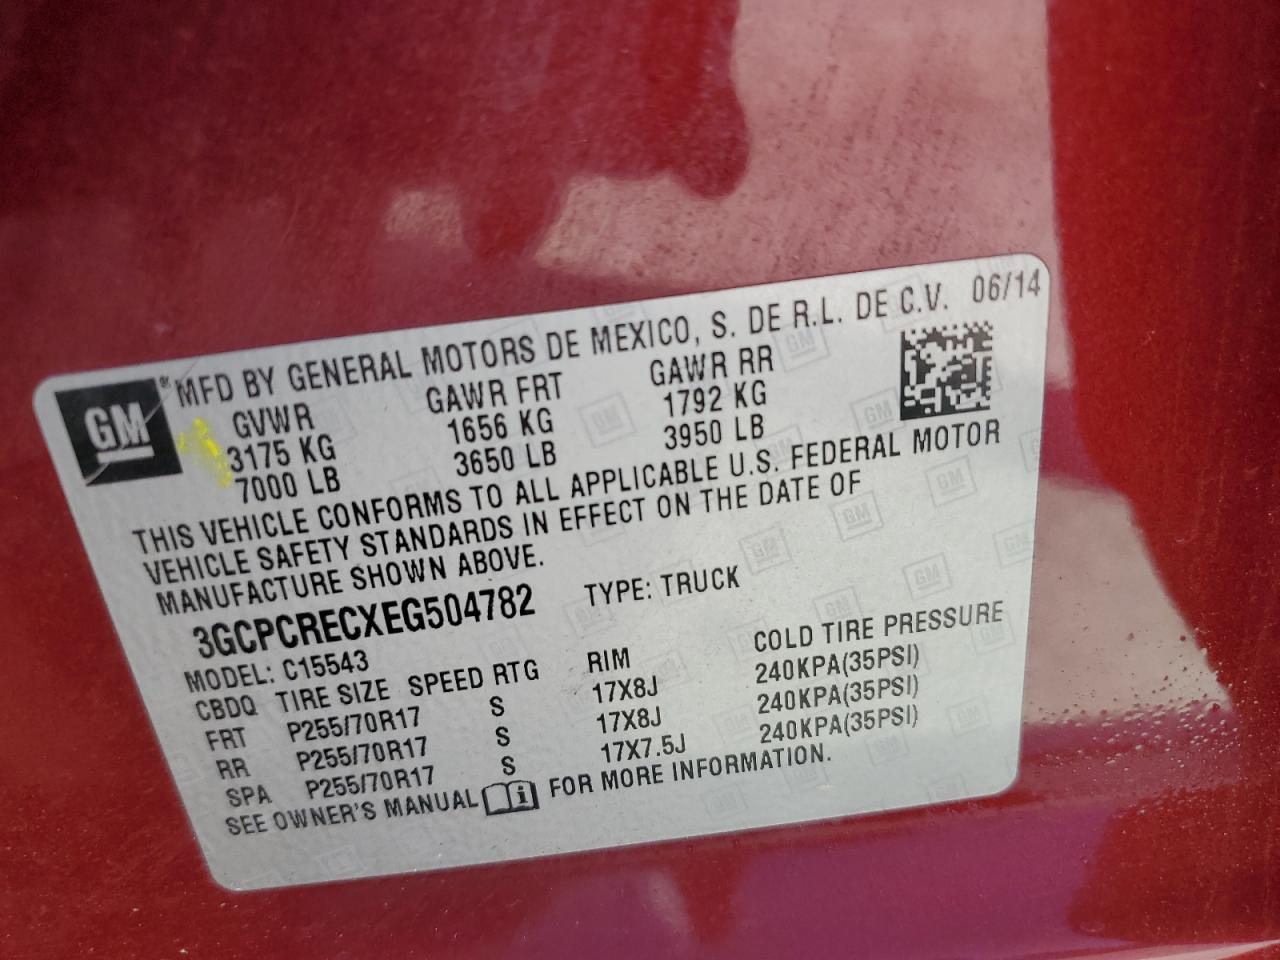 MFD BY GENERAL MOTORS DE MEXICO, S. DE R.L. DE C.V. 06/14
GM ®
GVWR GAWR FRT GAWR RR
3175 KG 1656 KG 1792 KG
7000 LB 3650 LB 3950 LB
THIS VEHICLE CONFORMS TO ALL APPLICABLE U.S. FEDERAL MOTOR
VEHICLE SAFETY STANDARDS IN EFFECT ON THE DATE OF
MANUFACTURE SHOWN ABOVE.
3GCPCRECXEG504782 TYPE: TRUCK
MODEL: C15543
CBDQ TIRE SIZE SPEED RTG RIM COLD TIRE PRESSURE
FRT P255/70R17 S 17X8J 240KPA(35PSI)
RR P255/70R17 S 17X8J 240KPA(35PSI)
SPA P255/70R17 S 17X7.5J 240KPA(35PSI)
SEE OWNER'S MANUAL FOR MORE INFORMATION.